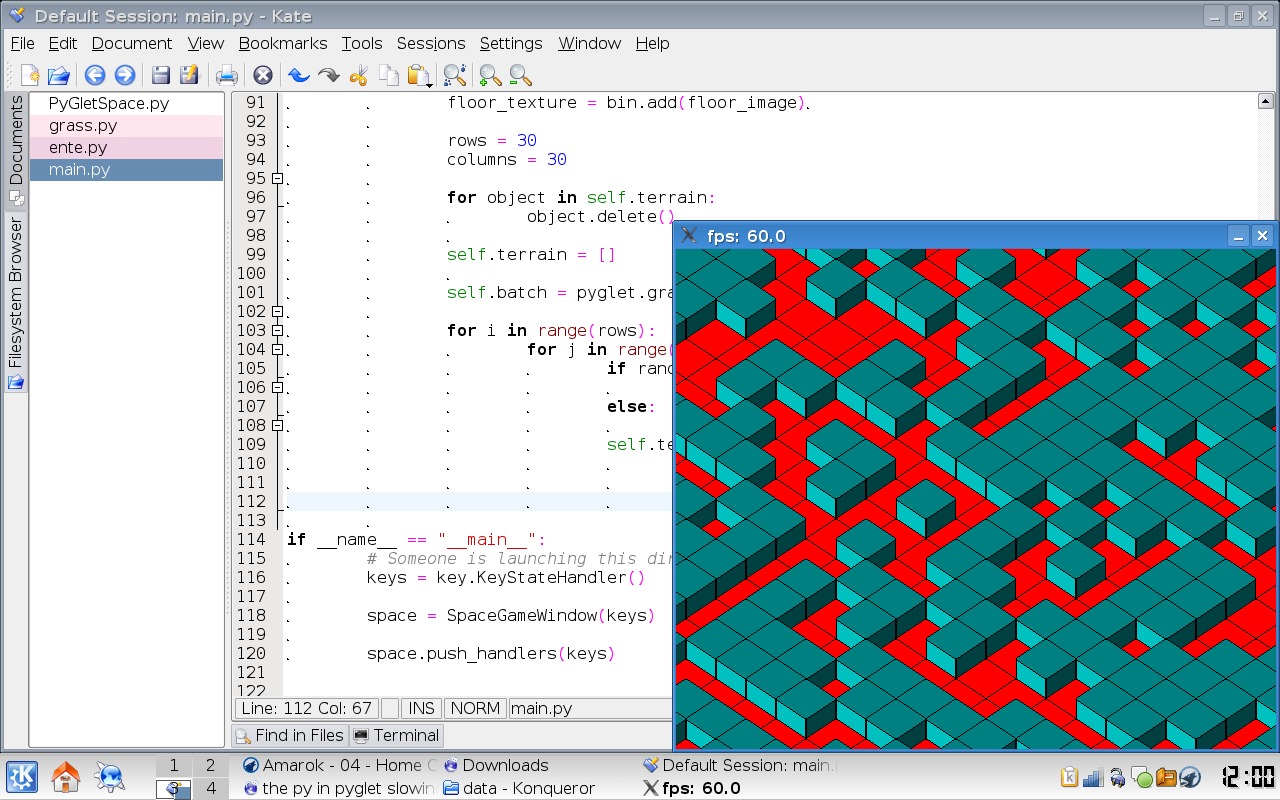 Default Session: main.py - Kate
File Edit Document View Bookmarks Tools Sessions Settings Window Help
Documents
Filesystem Browser
PyGletSpace.py
grass.py
ente.py
main.py
91 floor_texture = bin.add(floor_image)
92
93 rows = 30
94 columns = 30
95
96 for object in self.terrain:
97 object.delete()
98
99 self.terrain = []
100
101 self.batch = pyglet.gra
102
103 for i in range(rows):
104 for j in range(
105 if rand
106
107 else:
108
109 self.te
110
111
112
113
114 if __name__ == "__main__":
115 # Someone is launching this dir
116 keys = key.KeyStateHandler()
117
118 space = SpaceGameWindow(keys)
119
120 space.push_handlers(keys)
121
122
fps: 60.0
Line: 112 Col: 67 INS NORM main.py
Find in Files Terminal
1 2
3 4
Amarok - 04 - Home Downloads Default Session: main.
the py in pyglet slowin data - Konqueror fps: 60.0
12:00